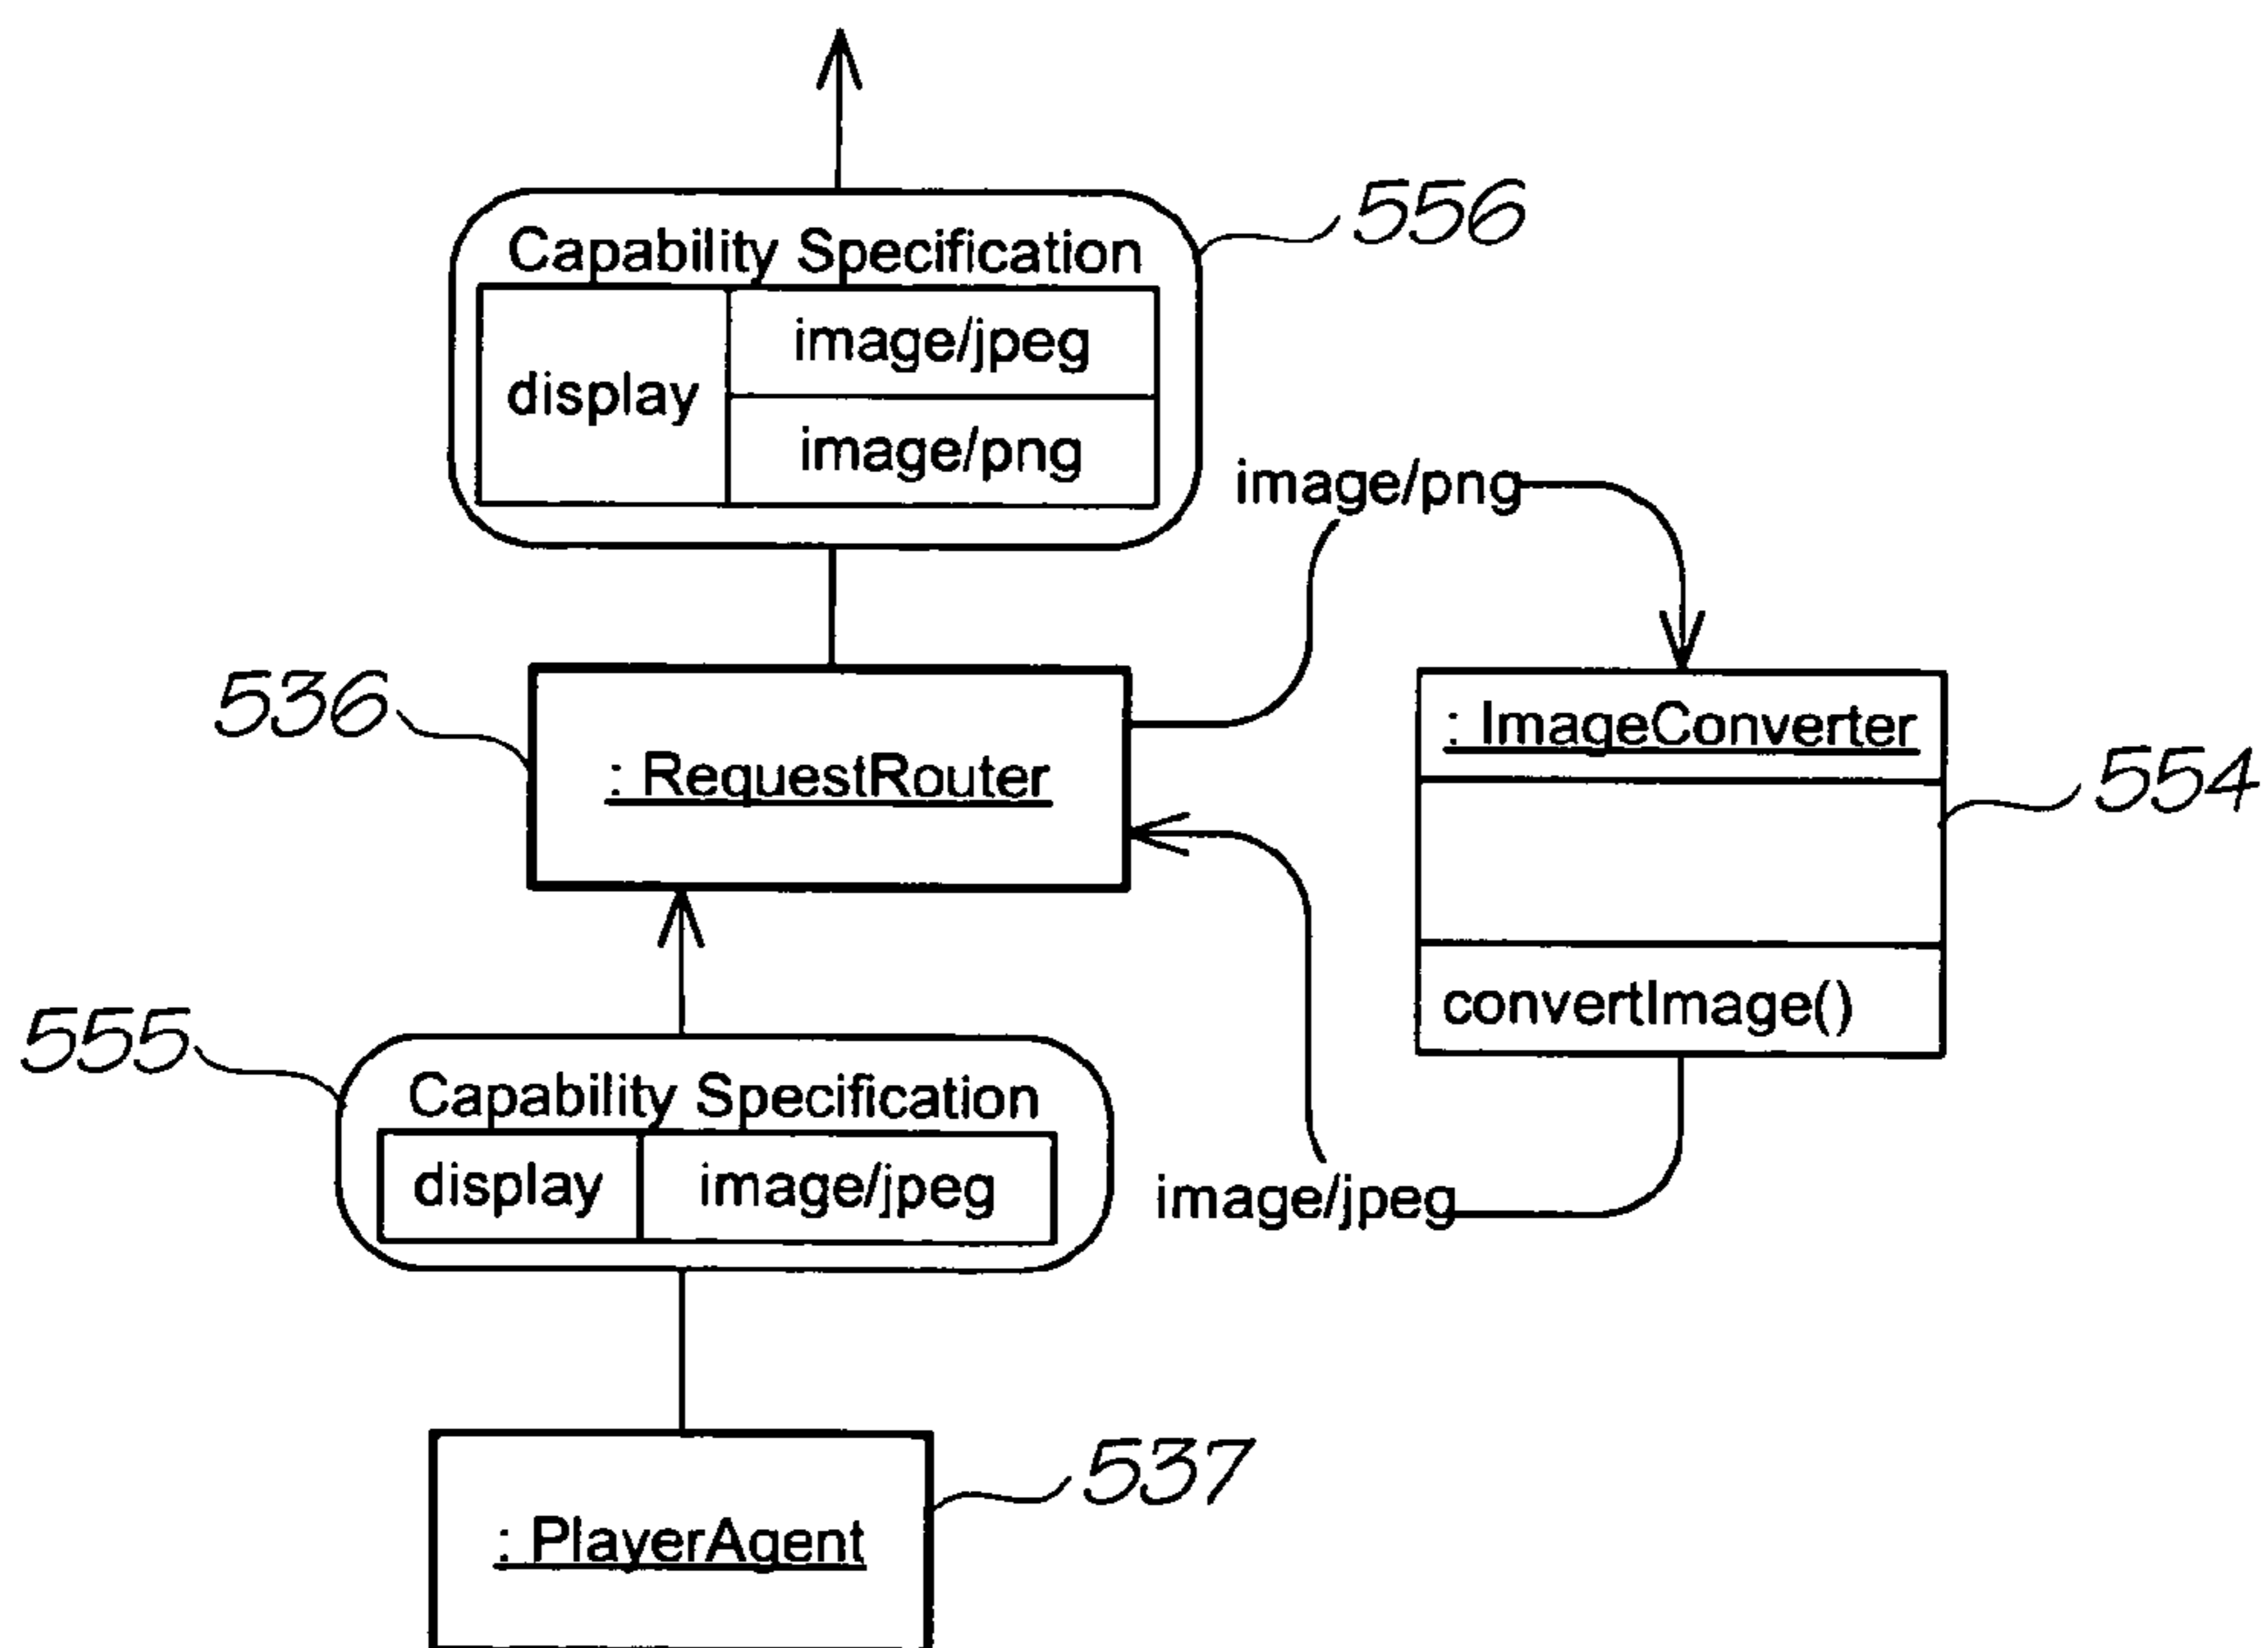 Capability Specification
556
display
image/jpeg
image/png
image/png
536
: RequestRouter
: ImageConverter
554
convertImage()
555
Capability Specification
display
image/jpeg
image/jpeg
537
: PlayerAgent